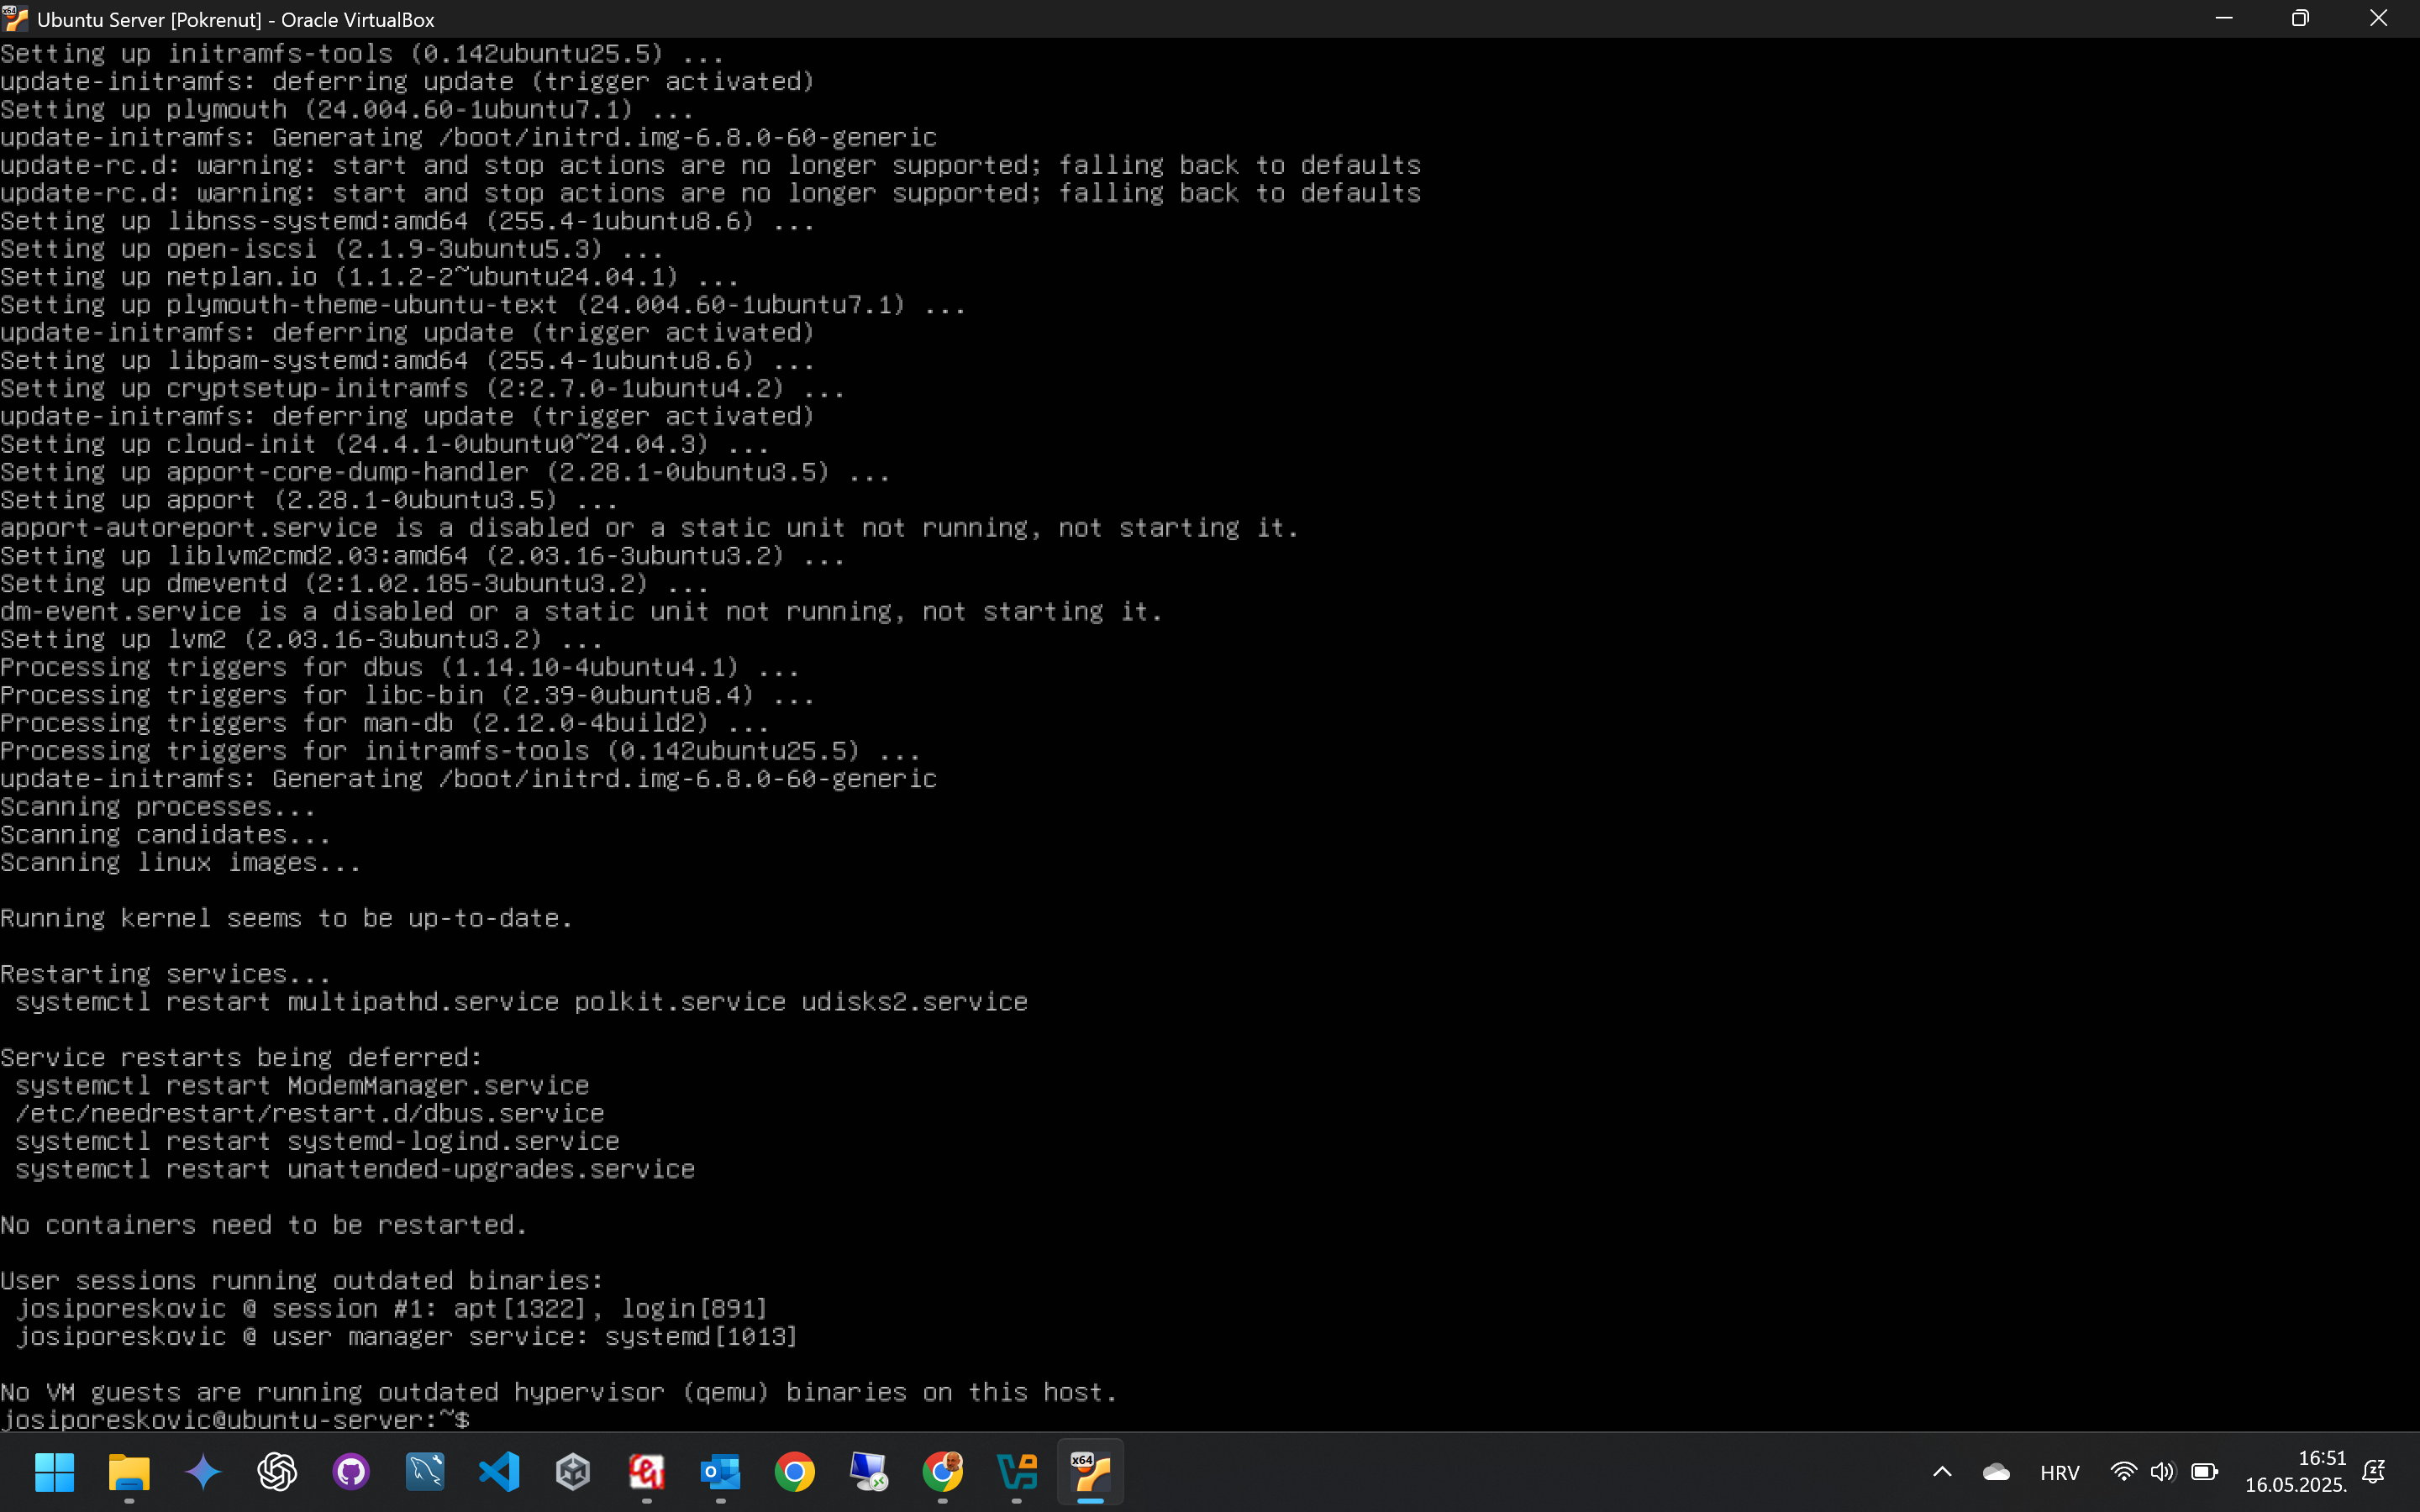 Ubuntu Server [Pokrenut] - Oracle VirtualBox
Setting up initramfs-tools (0.142ubuntu25.5) ...
update-initramfs: deferring update (trigger activated)
Setting up plymouth (24.004.60-1ubuntu7.1) ...
update-initramfs: Generating /boot/initrd.img-6.8.0-60-generic
update-rc.d: warning: start and stop actions are no longer supported; falling back to defaults
update-rc.d: warning: start and stop actions are no longer supported; falling back to defaults
Setting up libnss-systemd:amd64 (255.4-1ubuntu8.6) ...
Setting up open-iscsi (2.1.9-3ubuntu5.3) ...
Setting up netplan.io (1.1.2-2~ubuntu24.04.1) ...
Setting up plymouth-theme-ubuntu-text (24.004.60-1ubuntu7.1) ...
update-initramfs: deferring update (trigger activated)
Setting up libpam-systemd:amd64 (255.4-1ubuntu8.6) ...
Setting up cryptsetup-initramfs (2:2.7.0-1ubuntu4.2) ...
update-initramfs: deferring update (trigger activated)
Setting up cloud-init (24.4.1-0ubuntu0~24.04.3) ...
Setting up apport-core-dump-handler (2.28.1-0ubuntu3.5) ...
Setting up apport (2.28.1-0ubuntu3.5) ...
apport-autoreport.service is a disabled or a static unit not running, not starting it.
Setting up liblvm2cmd2.03:amd64 (2.03.16-3ubuntu3.2) ...
Setting up dmeventd (2:1.02.185-3ubuntu3.2) ...
dm-event.service is a disabled or a static unit not running, not starting it.
Setting up lvm2 (2.03.16-3ubuntu3.2) ...
Processing triggers for dbus (1.14.10-4ubuntu4.1) ...
Processing triggers for libc-bin (2.39-0ubuntu8.4) ...
Processing triggers for man-db (2.12.0-4build2) ...
Processing triggers for initramfs-tools (0.142ubuntu25.5) ...
update-initramfs: Generating /boot/initrd.img-6.8.0-60-generic
Scanning processes...
Scanning candidates...
Scanning linux images...
Running kernel seems to be up-to-date.
Restarting services...
systemctl restart multipathd.service polkit.service udisks2.service
Service restarts being deferred:
systemctl restart ModemManager.service
/etc/needrestart/restart.d/dbus.service
systemctl restart systemd-logind.service
systemctl restart unattended-upgrades.service
No containers need to be restarted.
User sessions running outdated binaries:
josiporeskovic @ session #1: apt[1322], login[891]
josiporeskovic @ user manager service: systemd[1013]
No VM guests are running outdated hypervisor (qemu) binaries on this host.
josiporeskovic@ubuntu-server:~$
x64
HRV
16:51
16.05.2025.